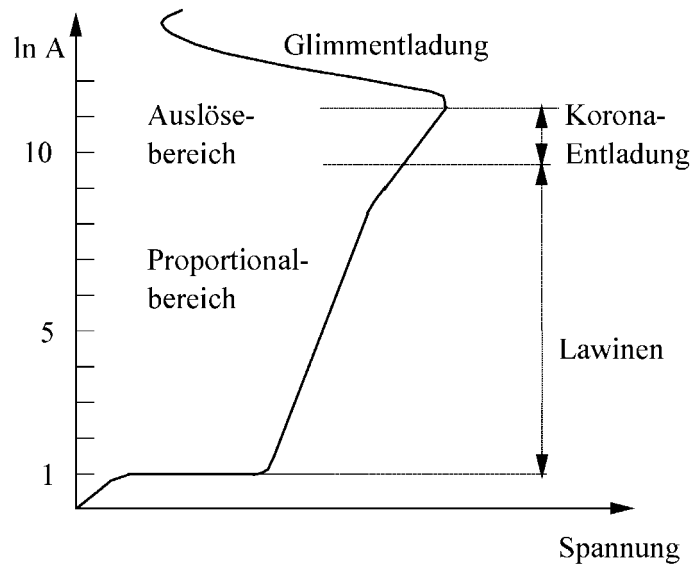 ln A
Glimmentladung
Auslöse-
bereich
Korona-
Entladung
10
Proportional-
bereich
5
Lawinen
1
Spannung